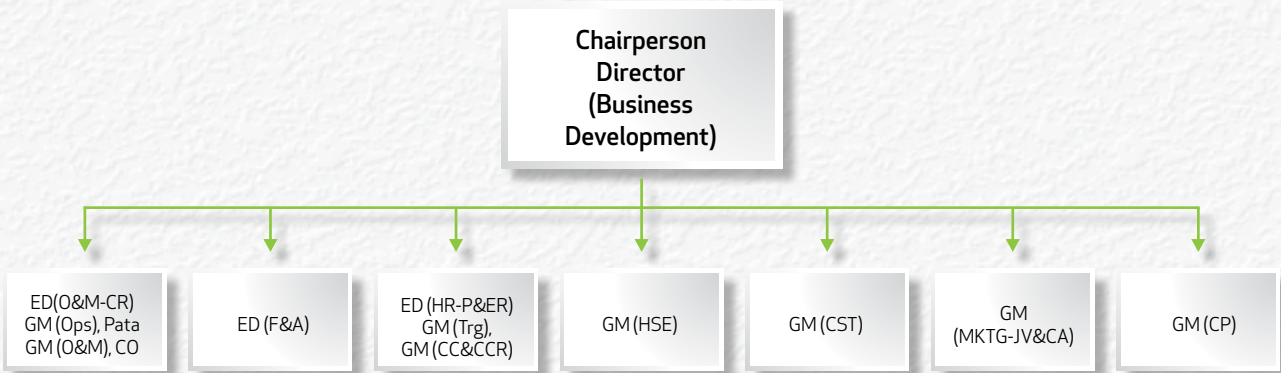 Chairperson
Director
(Business
Development)
ED(O&M-CR)
GM (Ops), Pata
GM (O&M), CO
ED (F&A)
ED (HR-P&ER)
GM (Trg),
GM (CC&CCR)
GM (HSE)
GM (CST)
GM
(MKTG-JV&CA)
GM (CP)